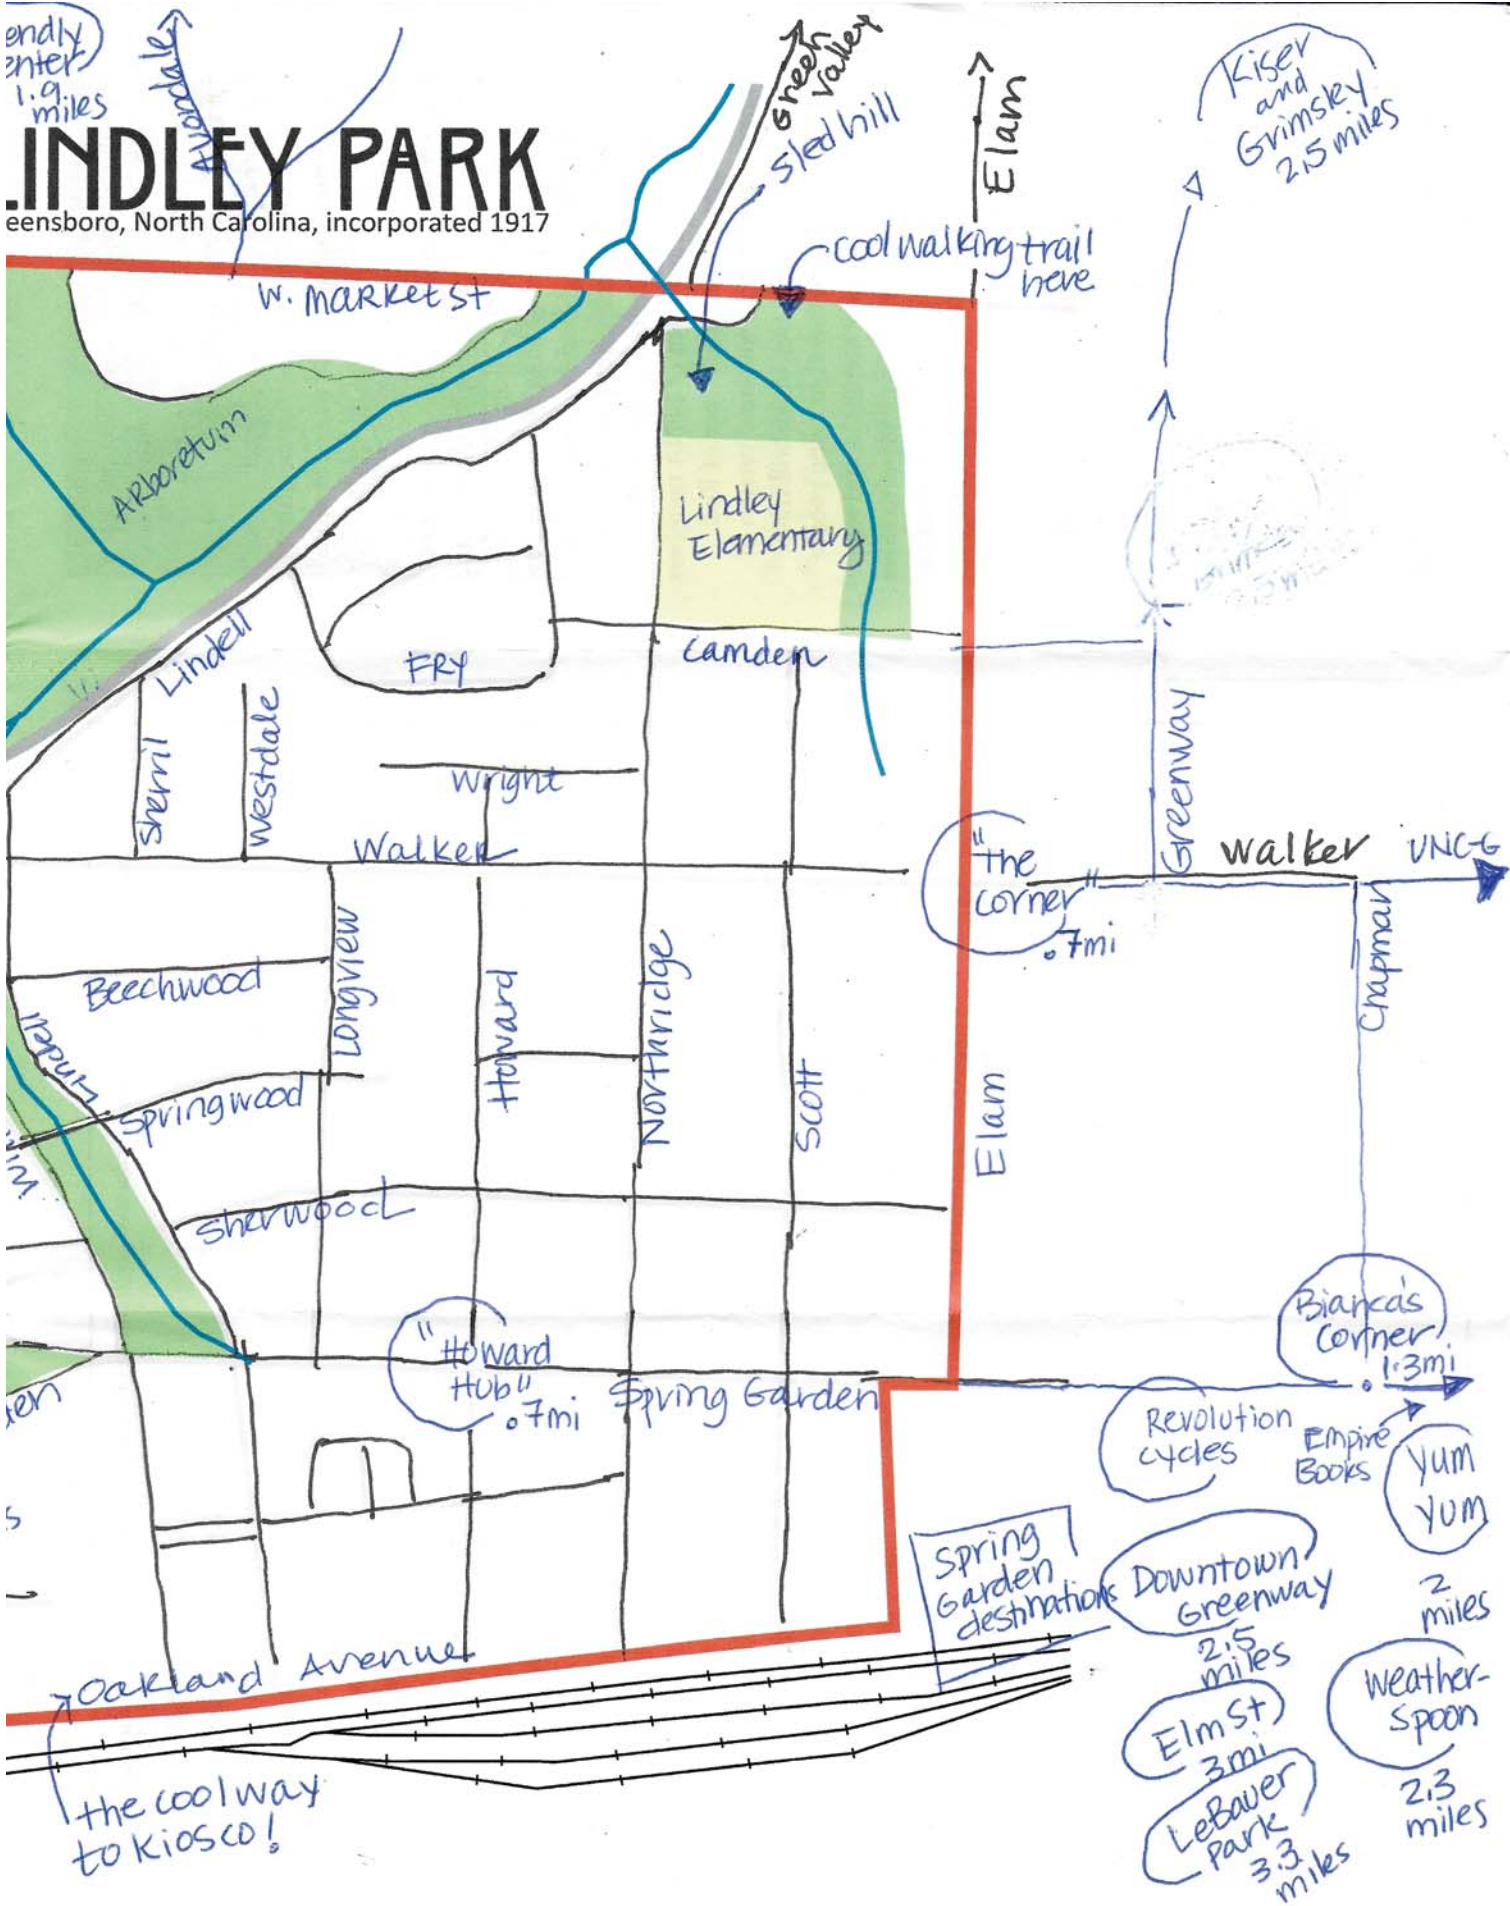 endly
enter
1.9
miles
Avondale
Green
Valley
Sled hill
Elam
Kiser
and
Grimsley
2.5 miles
INDLEY PARK
eensboro, North Carolina, incorporated 1917
cool walking trail
here
W. Market St
Arboretum
Lindley
Elementary
Lindell
FRY
Camden
Sherril
Westdale
Wright
Walker
Greenway
"The
corner"
.7mi
Walker
UNC-G
Chapman
Beechwood
Longview
Howard
Northridge
Scott
Elam
Lindell
Springwood
Sherwood
"Howard
Hub"
.7mi
Spring Garden
Bianca's
Corner
1.3mi
en
Revolution
cycles
Empire
Books
Yum
Yum
2
miles
s
Spring
Garden
destinations
Downtown
Greenway
2.5
miles
Weather-
Spoon
2.3
miles
Elm St
3mi
LeBauer
Park
3.3
miles
Oakland Avenue
the cool way
to Kiosco!